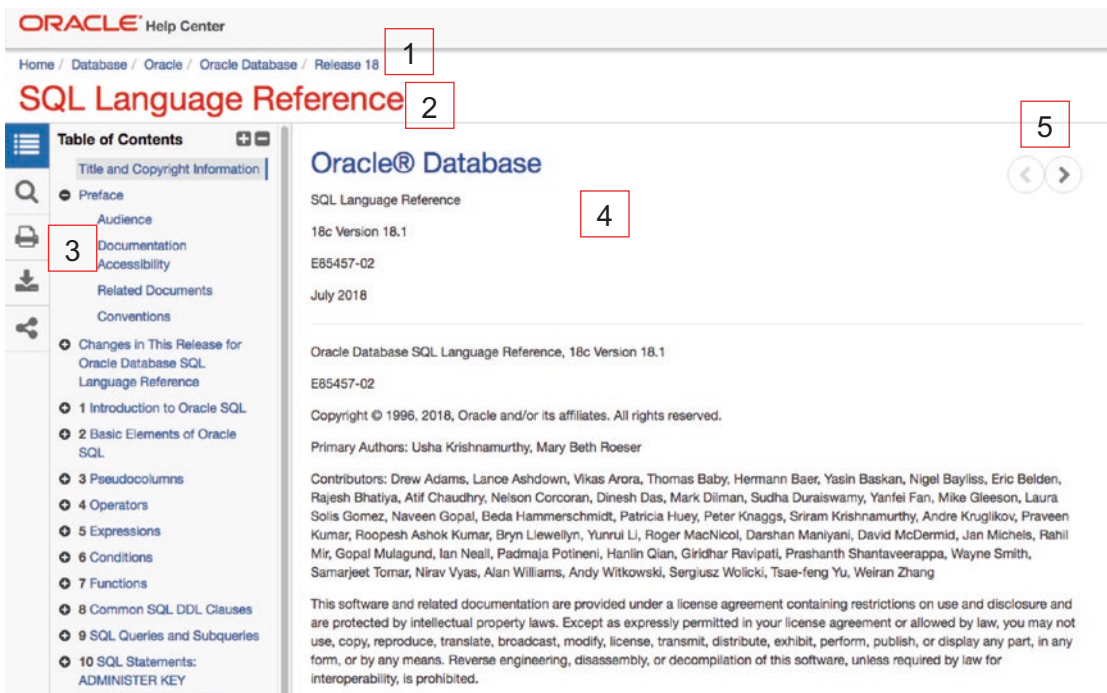 ORACLE® Help Center
Home / Database / Oracle / Oracle Database / Release 18
1
SQL Language Reference
2
Table of Contents
Title and Copyright Information
Preface
Audience
Documentation
Accessibility
Related Documents
Conventions
3
Changes in This Release for
Oracle Database SQL
Language Reference
1 Introduction to Oracle SQL
2 Basic Elements of Oracle
SQL
3 Pseudocolumns
4 Operators
5 Expressions
6 Conditions
7 Functions
8 Common SQL DDL Clauses
9 SQL Queries and Subqueries
10 SQL Statements:
ADMINISTER KEY
5
Oracle® Database
SQL Language Reference
4
18c Version 18.1
E85457-02
July 2018
Oracle Database SQL Language Reference, 18c Version 18.1
E85457-02
Copyright © 1996, 2018, Oracle and/or its affiliates. All rights reserved.
Primary Authors: Usha Krishnamurthy, Mary Beth Roeser
Contributors: Drew Adams, Lance Ashdown, Vikas Arora, Thomas Baby, Hermann Baer, Yasin Baskan, Nigel Bayliss, Eric Belden,
Rajesh Bhatiya, Atif Chaudhry, Nelson Corcoran, Dinesh Das, Mark Dilman, Sudha Duraiswamy, Yanfei Fan, Mike Gleeson, Laura
Solis Gomez, Naveen Gopal, Beda Hammerschmidt, Patricia Huey, Peter Knaggs, Sriram Krishnamurthy, Andre Kruglikov, Praveen
Kumar, Roopesh Ashok Kumar, Bryn Llewellyn, Yunrui Li, Roger MacNicol, Darshan Maniyani, David McDermid, Jan Michels, Rahil
Mir, Gopal Mulagund, Ian Neall, Padmaja Potineni, Hanlin Qian, Giridhar Ravipati, Prashanth Shantaveerappa, Wayne Smith,
Samarjeet Tomar, Nirav Vyas, Alan Williams, Andy Witkowski, Sergiusz Wolicki, Tsae-feng Yu, Weiran Zhang
This software and related documentation are provided under a license agreement containing restrictions on use and disclosure and
are protected by intellectual property laws. Except as expressly permitted in your license agreement or allowed by law, you may not
use, copy, reproduce, translate, broadcast, modify, license, transmit, distribute, exhibit, perform, publish, or display any part, in any
form, or by any means. Reverse engineering, disassembly, or decompilation of this software, unless required by law for
interoperability, is prohibited.